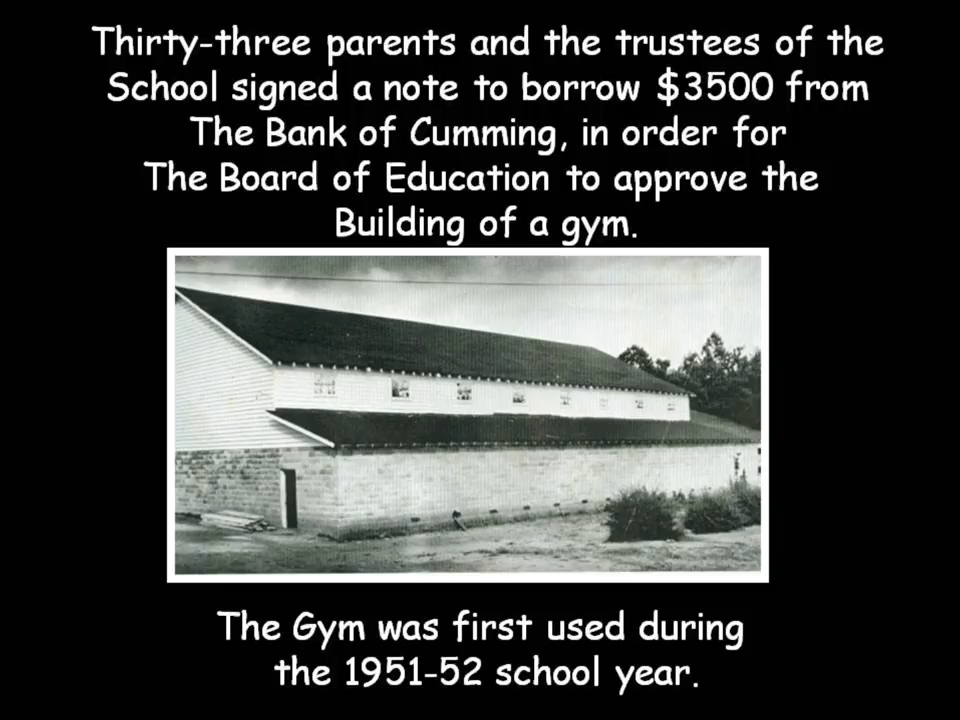 Thirty-three parents and the trustees of the
School signed a note to borrow $3500 from
The Bank of Cumming, in order for
The Board of Education to approve the
Building of a gym.
The Gym was first used during
the 1951-52 school year.